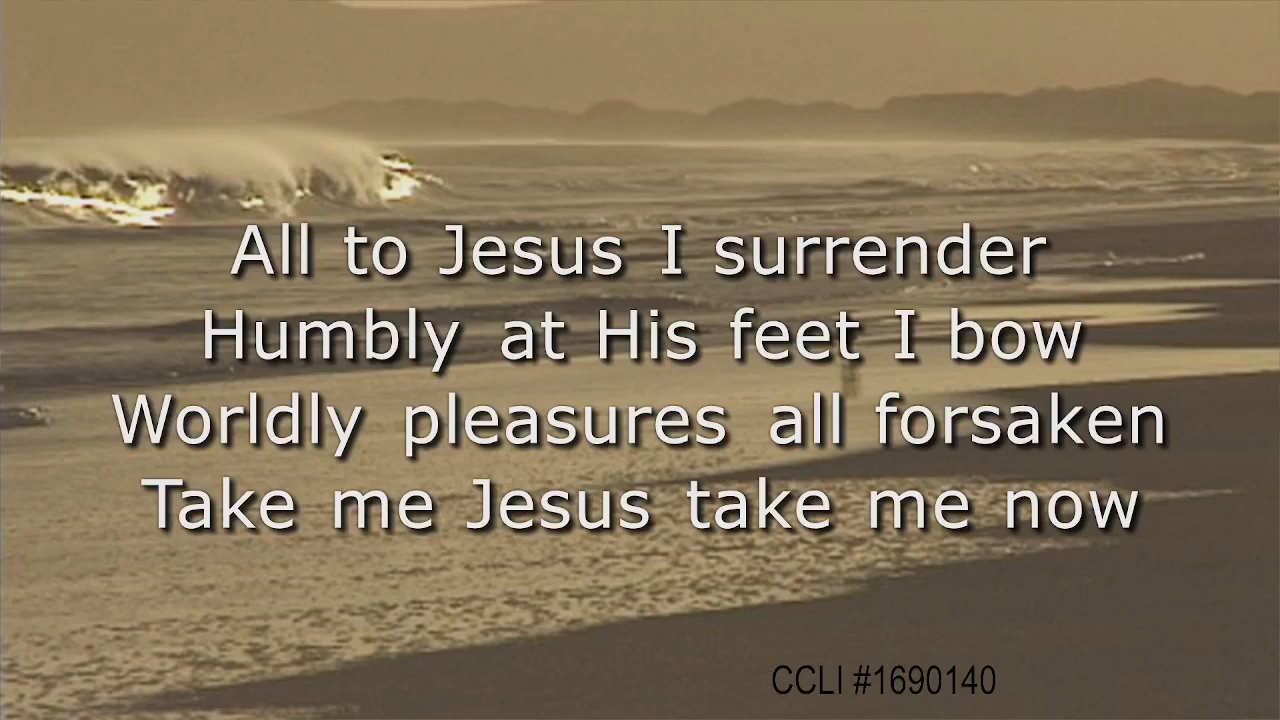 All to Jesus I surrender
Humbly at His feet I bow
Worldly pleasures all forsaken
Take me Jesus take me now
CCLI #1690140